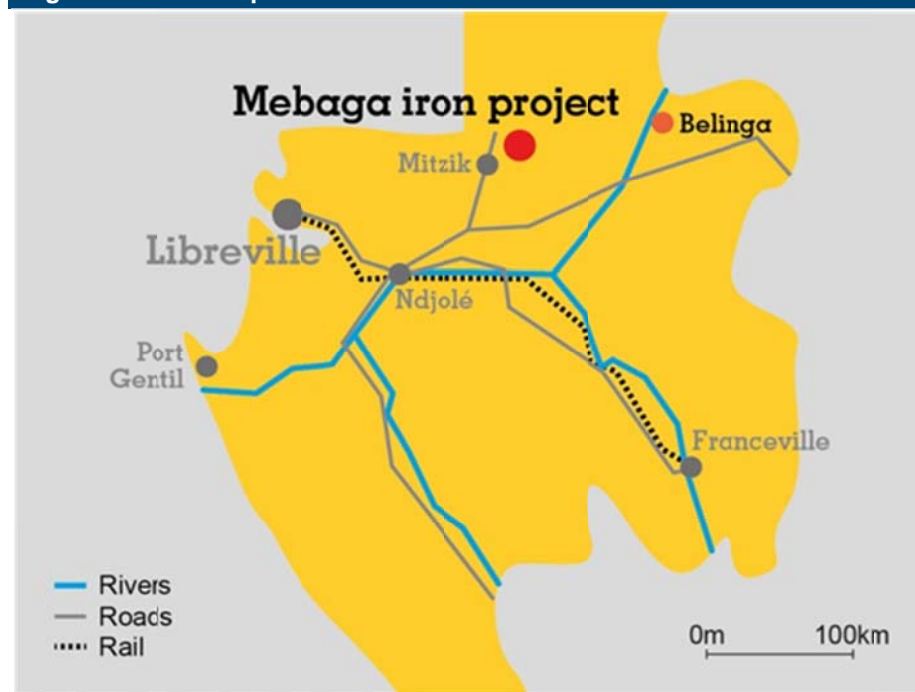 Mebaga iron project
Belinga
Mitzik
Libreville
Ndjolé
Port
Gentil
Franceville
Rivers
Roads
Rail
0m 100km